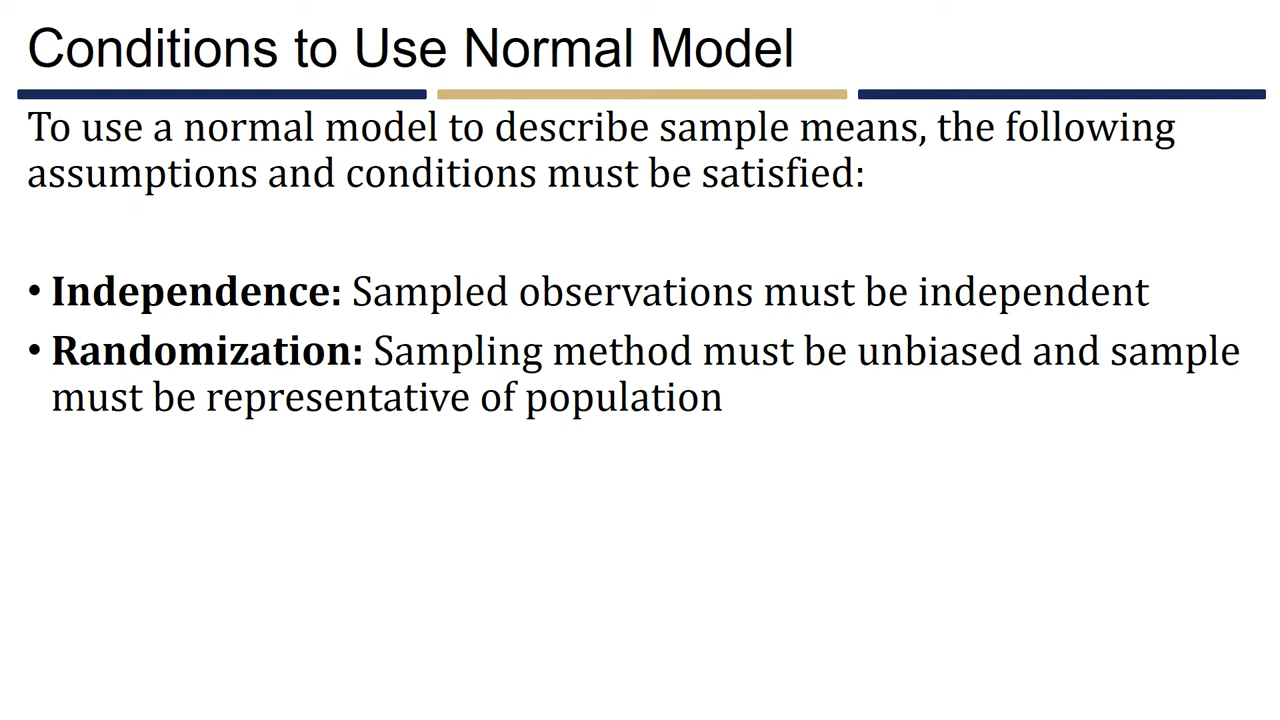 Conditions to Use Normal Model
To use a normal model to describe sample means, the following
assumptions and conditions must be satisfied:
• Independence: Sampled observations must be independent
• Randomization: Sampling method must be unbiased and sample
must be representative of population